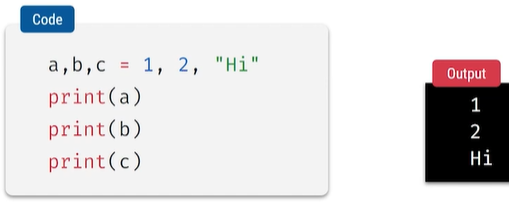 Code
a,b,c = 1, 2, "Hi"
print(a)
print(b)
print(c)
Output
1
2
Hi